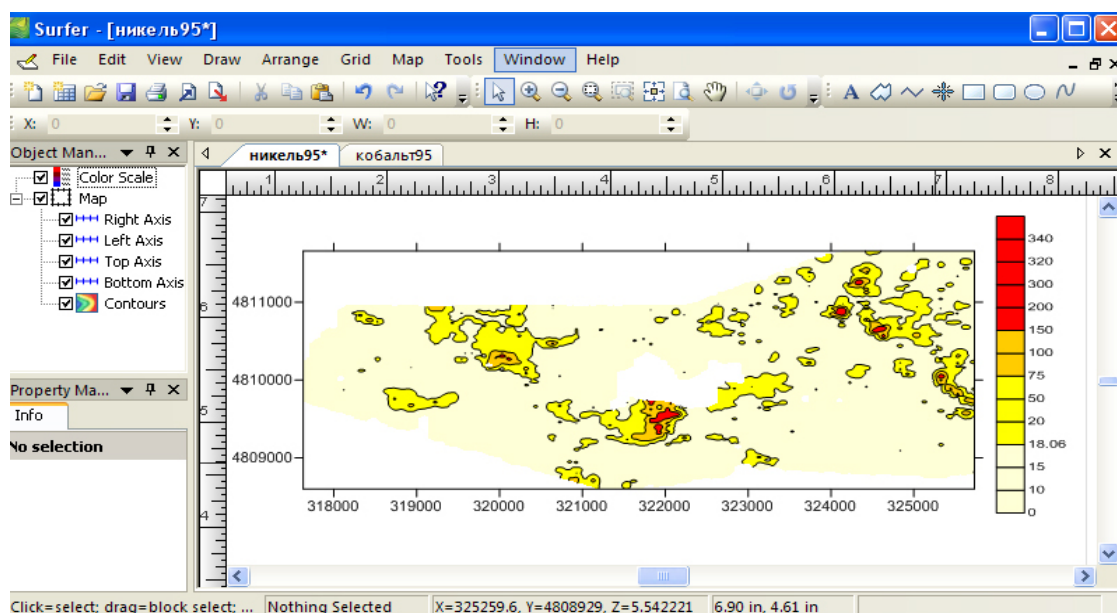 Surfer - [никель95*]
File Edit View Draw Arrange Grid Map Tools Window Help
X: 0 Y: 0 W: 0 H: 0
Object Man...
никель95* кобальт95
Color Scale
Map
Right Axis
Left Axis
Top Axis
Bottom Axis
Contours
Property Ma...
Info
No selection
1 2 3 4 5 6 7 8
7
6
5
4
4811000
4810000
4809000
318000 319000 320000 321000 322000 323000 324000 325000
340
320
300
200
150
100
75
50
20
18.06
15
10
0
Click=select; drag=block select; ... Nothing Selected X=325259.6, Y=4808929, Z=5.542221 6.90 in, 4.61 in